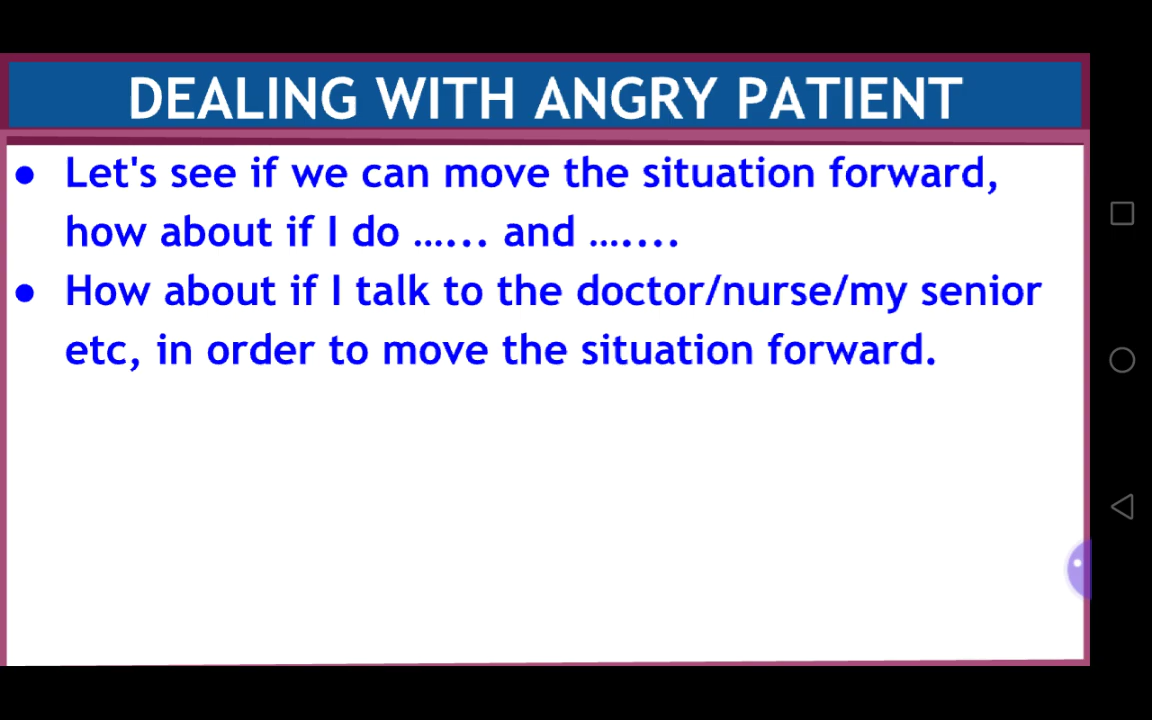 DEALING WITH ANGRY PATIENT
● Let's see if we can move the situation forward,
how about if I do ...... and .......
● How about if I talk to the doctor/nurse/my senior
etc, in order to move the situation forward.